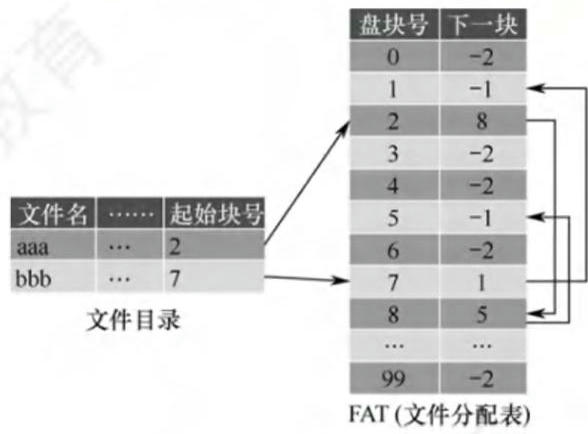 教育
盘块号 下一块
0 -2
1 -1
2 8
3 -2
4 -2
5 -1
6 -2
7 1
8 5
… …
99 -2
FAT (文件分配表)
文件名 …… 起始块号
aaa … 2
bbb … 7
文件目录